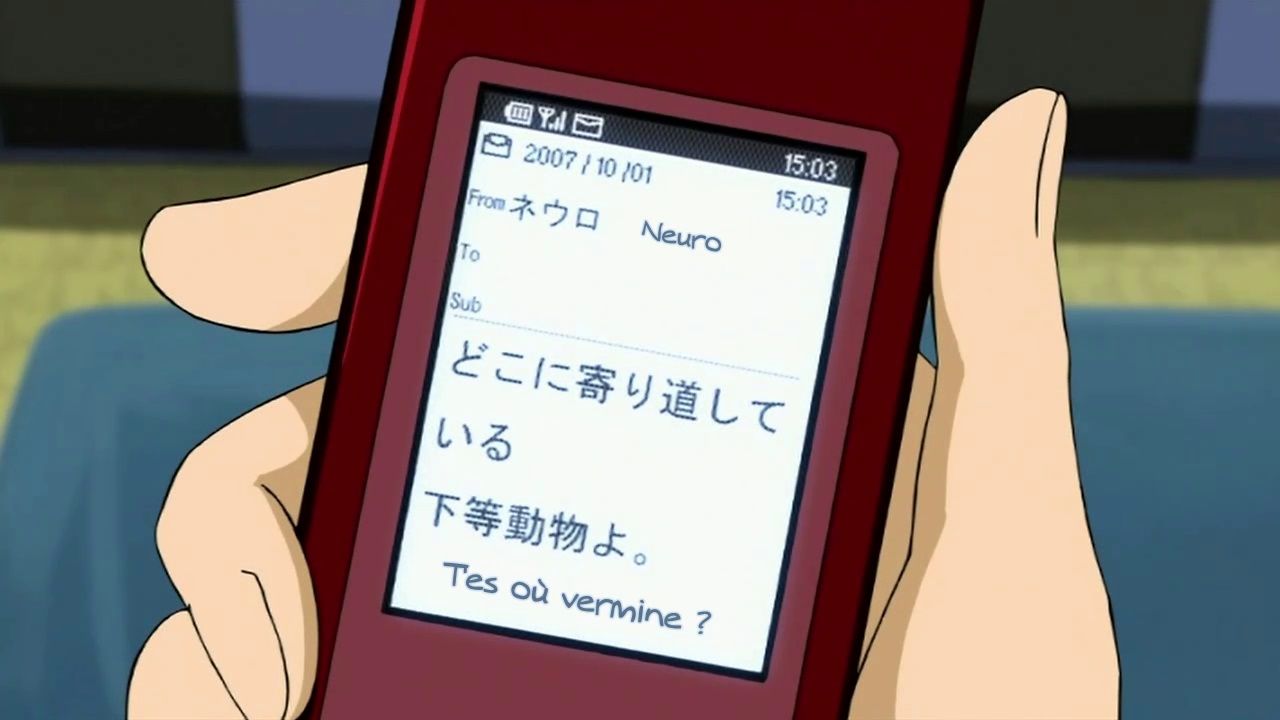 15:03
2007/10/01 15:03
From ネウロ Neuro
To
Sub
どこに寄り道して
いる
下等動物よ。
T'es où vermine ?